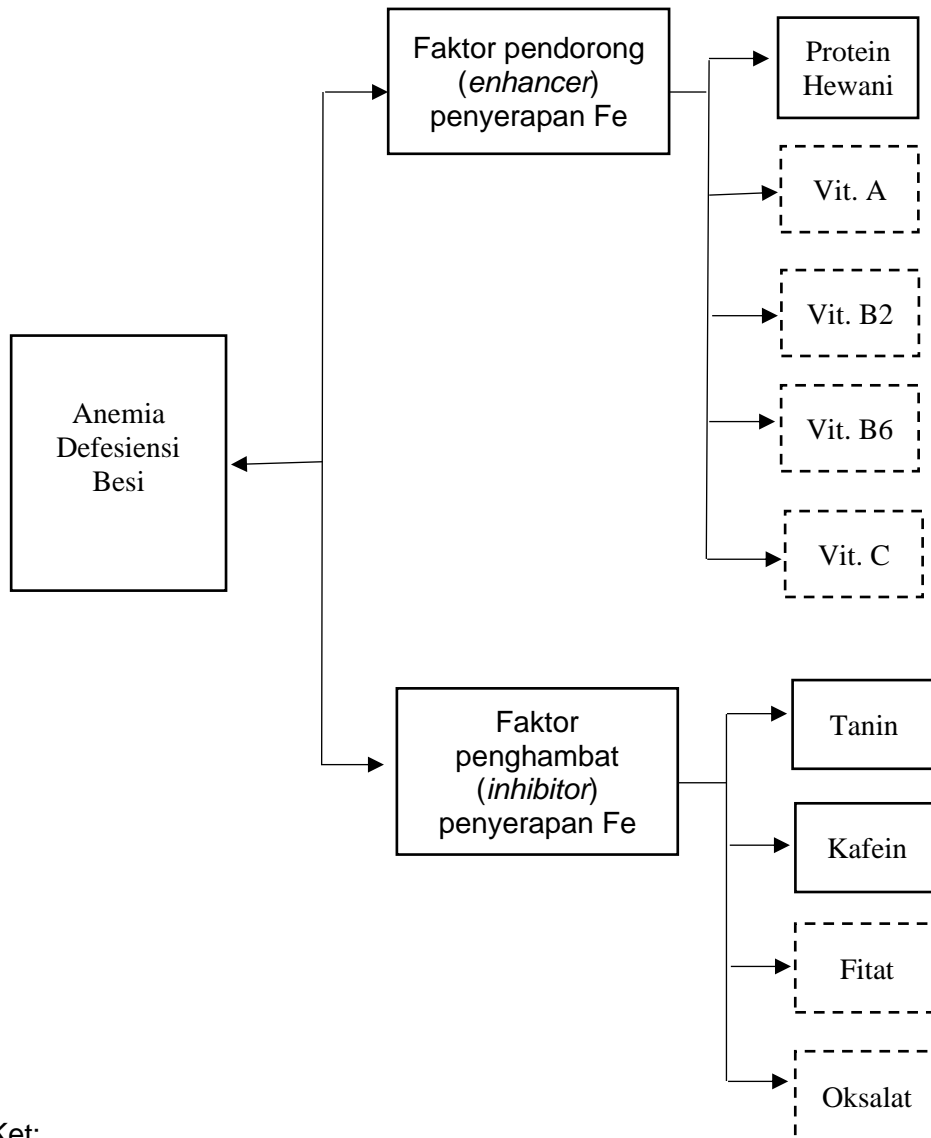 Faktor pendorong
(enhancer)
penyerapan Fe
Protein
Hewani
Vit. A
Vit. B2
Vit. B6
Vit. C
Anemia
Defesiensi
Besi
Faktor
penghambat
(inhibitor)
penyerapan Fe
Tanin
Kafein
Fitat
Oksalat
Ket: